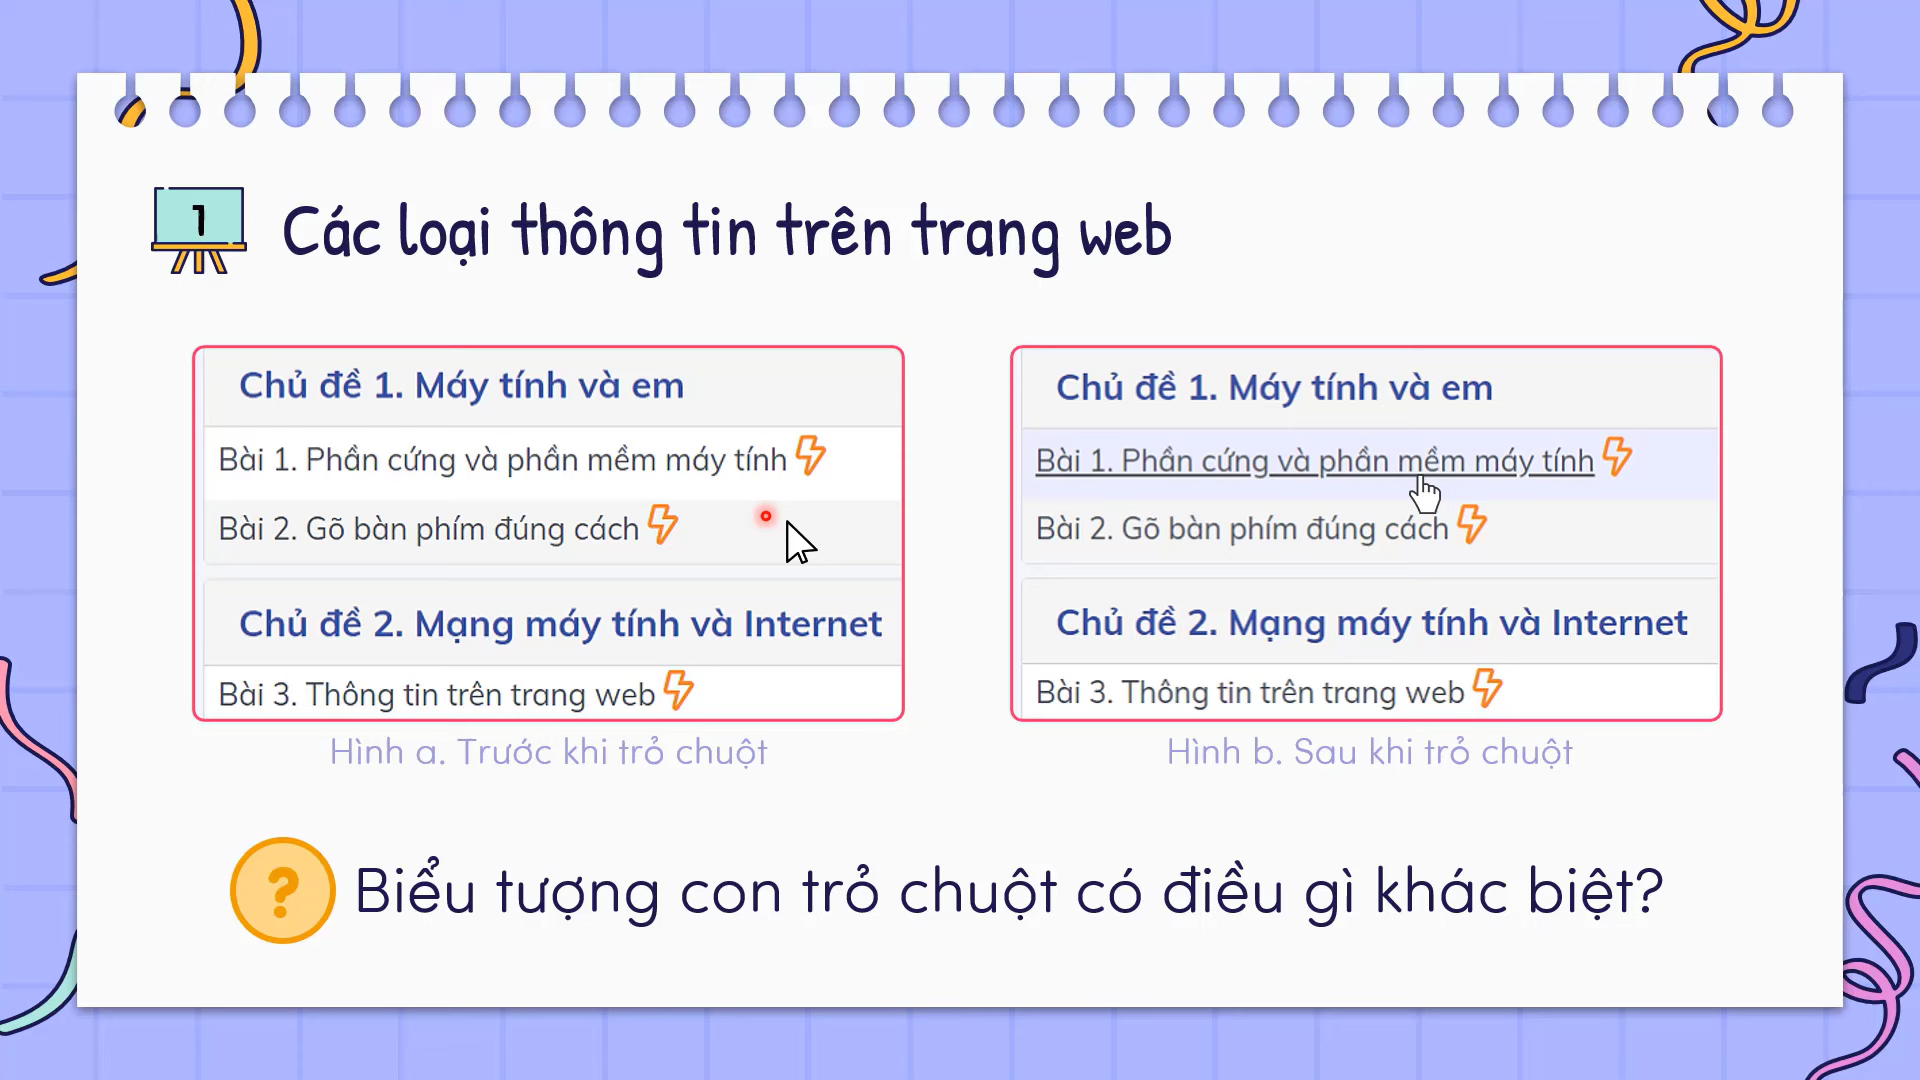 1
Các loại thông tin trên trang web
Chủ đề 1. Máy tính và em
Bài 1. Phần cứng và phần mềm máy tính
Bài 2. Gõ bàn phím đúng cách
Chủ đề 2. Mạng máy tính và Internet
Bài 3. Thông tin trên trang web
Hình a. Trước khi trỏ chuột
Chủ đề 1. Máy tính và em
Bài 1. Phần cứng và phần mềm máy tính
Bài 2. Gõ bàn phím đúng cách
Chủ đề 2. Mạng máy tính và Internet
Bài 3. Thông tin trên trang web
Hình b. Sau khi trỏ chuột
? Biểu tượng con trỏ chuột có điều gì khác biệt?